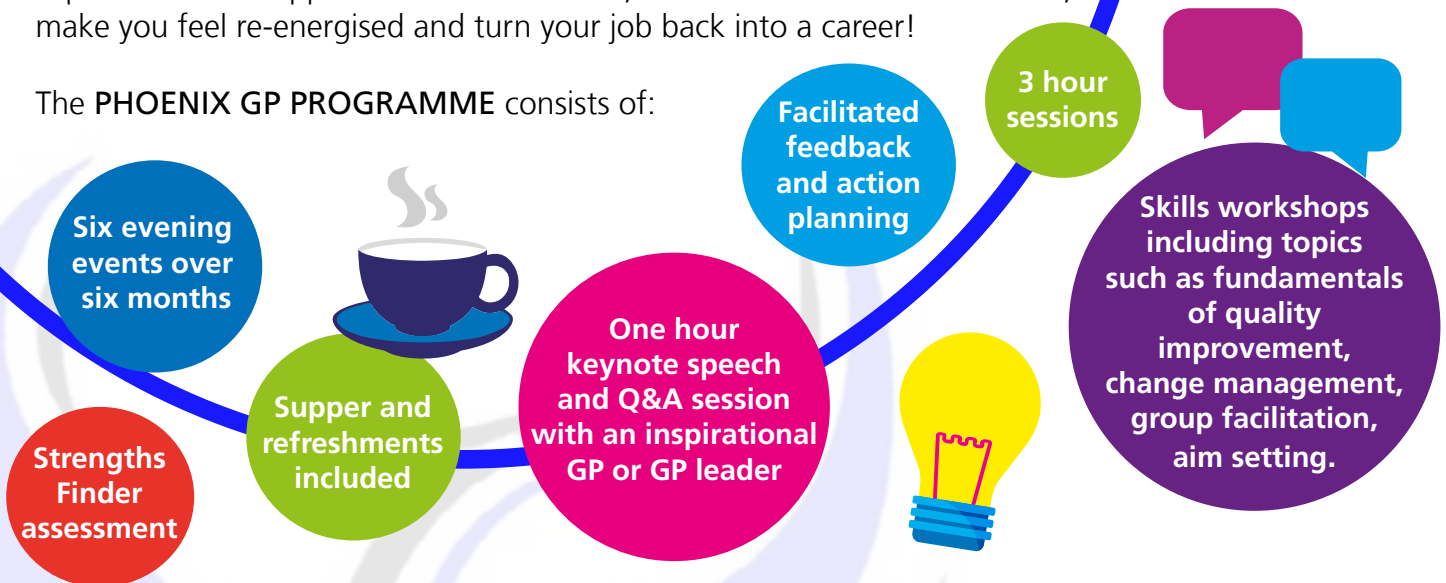 make you feel re-energised and turn your job back into a career!
The PHOENIX GP PROGRAMME consists of:
Six evening
events over
six months
Strengths
Finder
assessment
Supper and
refreshments
included
One hour
keynote speech
and Q&A session
with an inspirational
GP or GP leader
Facilitated
feedback
and action
planning
3 hour
sessions
Skills workshops
including topics
such as fundamentals
of quality
improvement,
change management,
group facilitation,
aim setting.